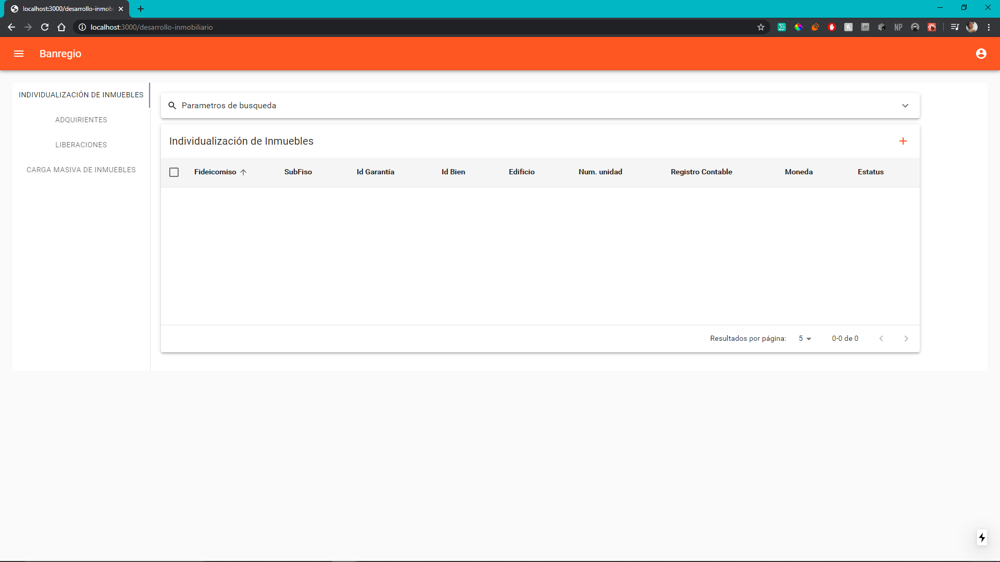 localhost:3000/desarrollo-inmobi
localhost:3000/desarrollo-inmobiliario
NP
Banregio
INDIVIDUALIZACIÓN DE INMUEBLES
ADQUIRIENTES
LIBERACIONES
CARGA MASIVA DE INMUEBLES
Parametros de busqueda
Individualización de Inmuebles
Fideicomiso SubFiso Id Garantía Id Bien Edificio Num. unidad Registro Contable Moneda Estatus
Resultados por página: 5 0-0 de 0